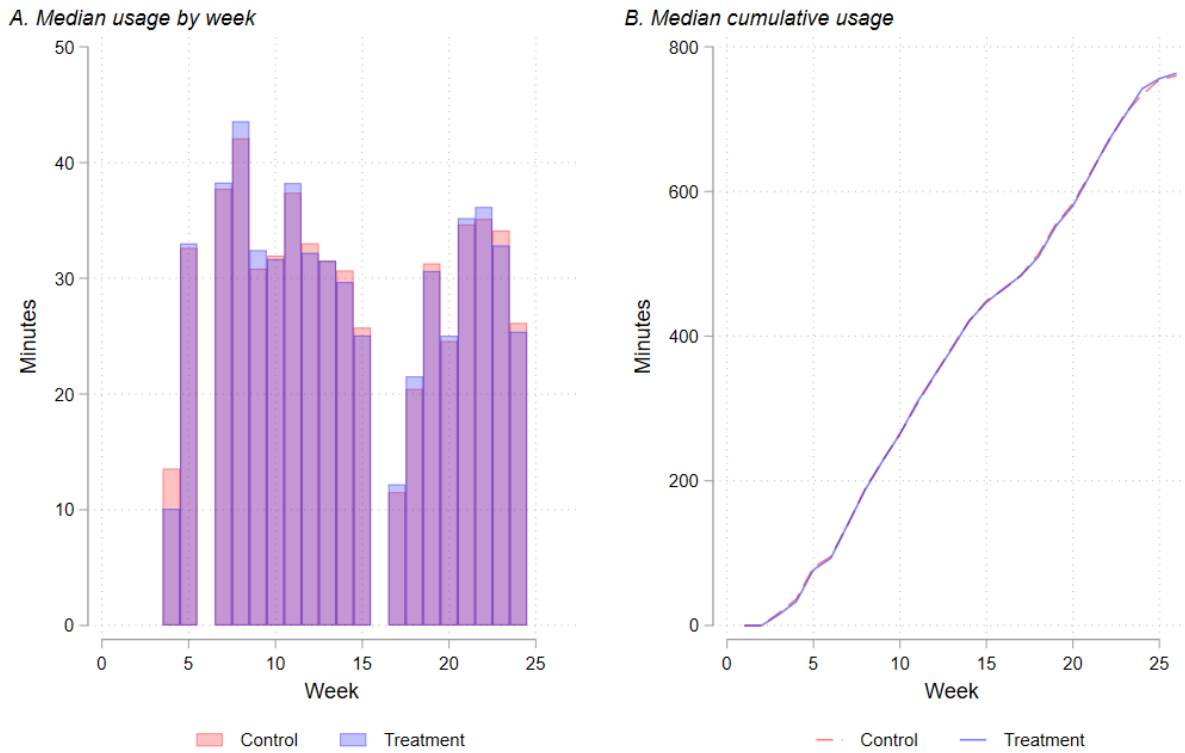 A. Median usage by week
50
40
30
20
10
0
Minutes
0 5 10 15 20 25
Week
Control Treatment
B. Median cumulative usage
800
600
400
200
0
Minutes
0 5 10 15 20 25
Week
Control Treatment